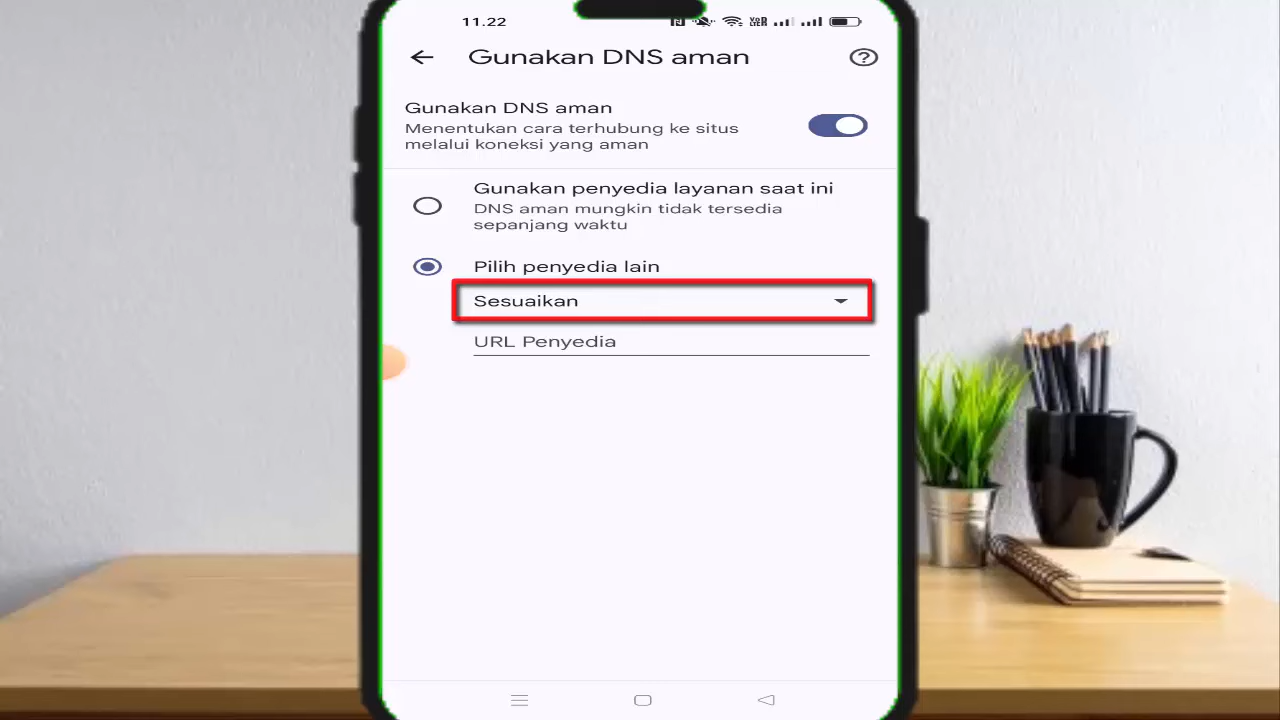 11.22
Gunakan DNS aman
Gunakan DNS aman
Menentukan cara terhubung ke situs
melalui koneksi yang aman
Gunakan penyedia layanan saat ini
DNS aman mungkin tidak tersedia
sepanjang waktu
Pilih penyedia lain
Sesuaikan
URL Penyedia